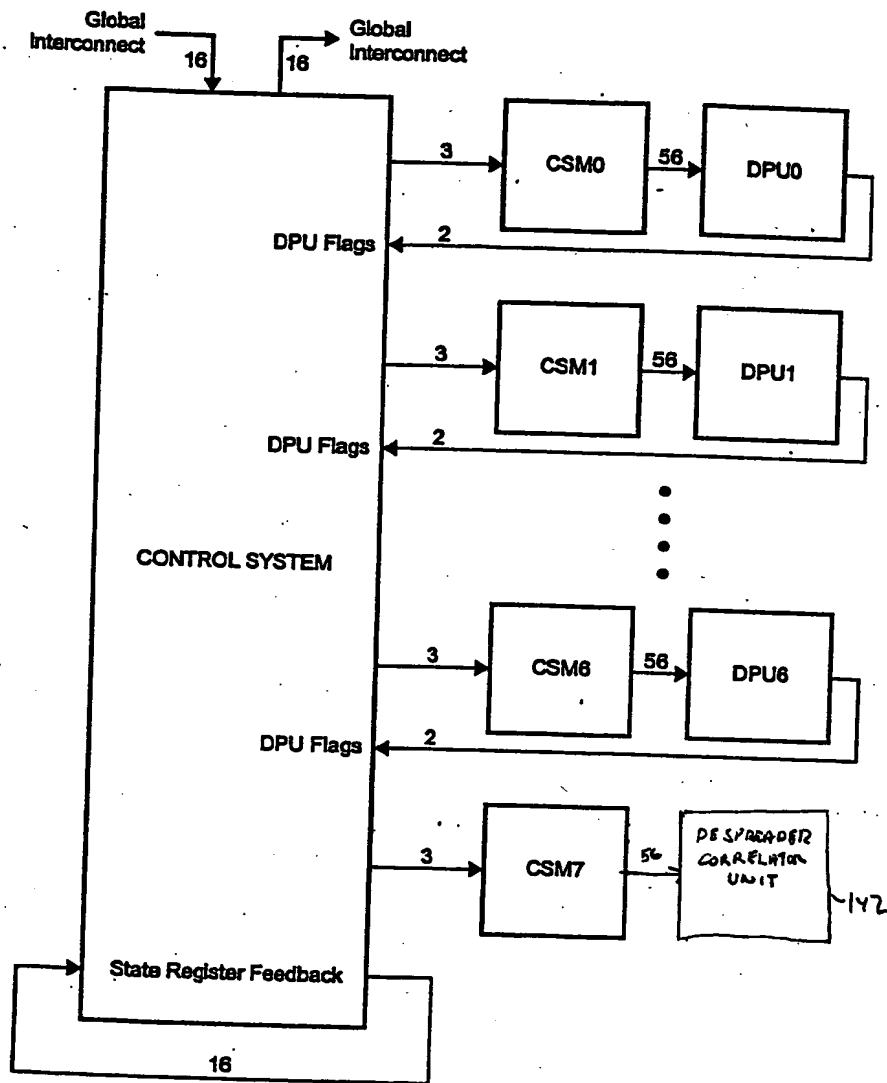 Global
Interconnect
16
16
Global
Interconnect
3
CSM0
56
DPU0
DPU Flags
2
3
CSM1
56
DPU1
DPU Flags
2
CONTROL SYSTEM
3
CSM6
56
DPU6
DPU Flags
2
3
CSM7
56
DESPREADER
CORRELATOR
UNIT
142
State Register Feedback
16